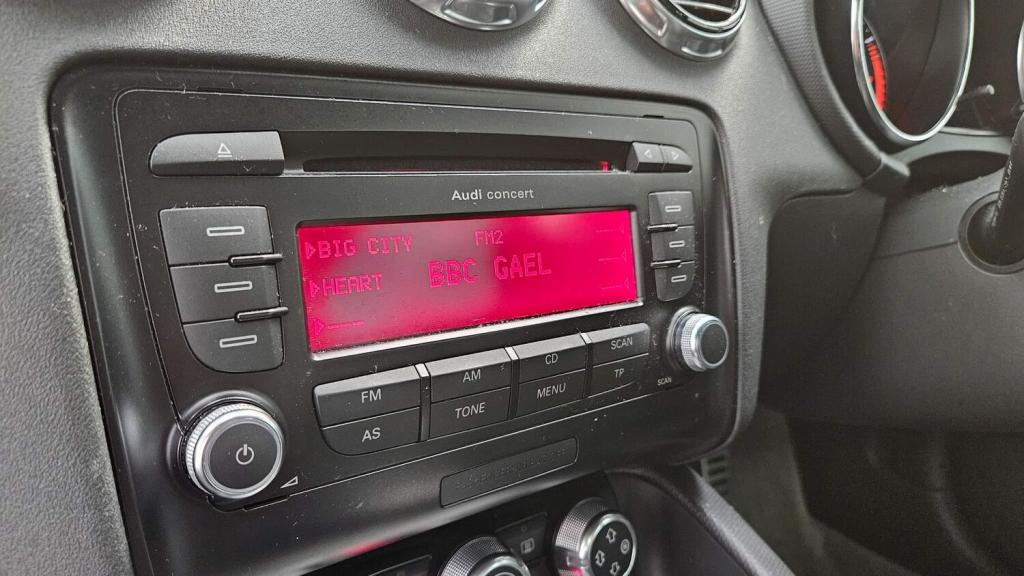 Audi concert
BIG CITY FM2
BBC GAEL
HEART
FM AM CD SCAN
AS TONE MENU TP
SCAN